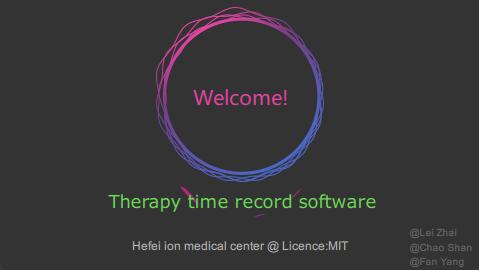 Welcome!
Therapy time record software
Hefei ion medical center @ Licence:MIT
@Lei Zhai
@Chao Shan
@Fan Yang